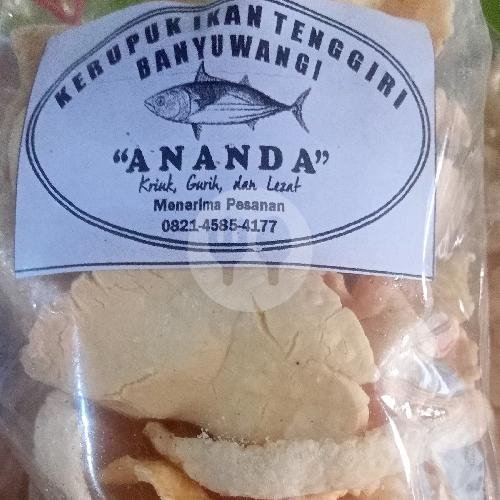 KERUPUK IKAN TENGGIRI
BANYUWANGI
"ANANDA"
Kriuk, Gurih, dan Lezat
Menerima Pesanan
0821-4585-4177